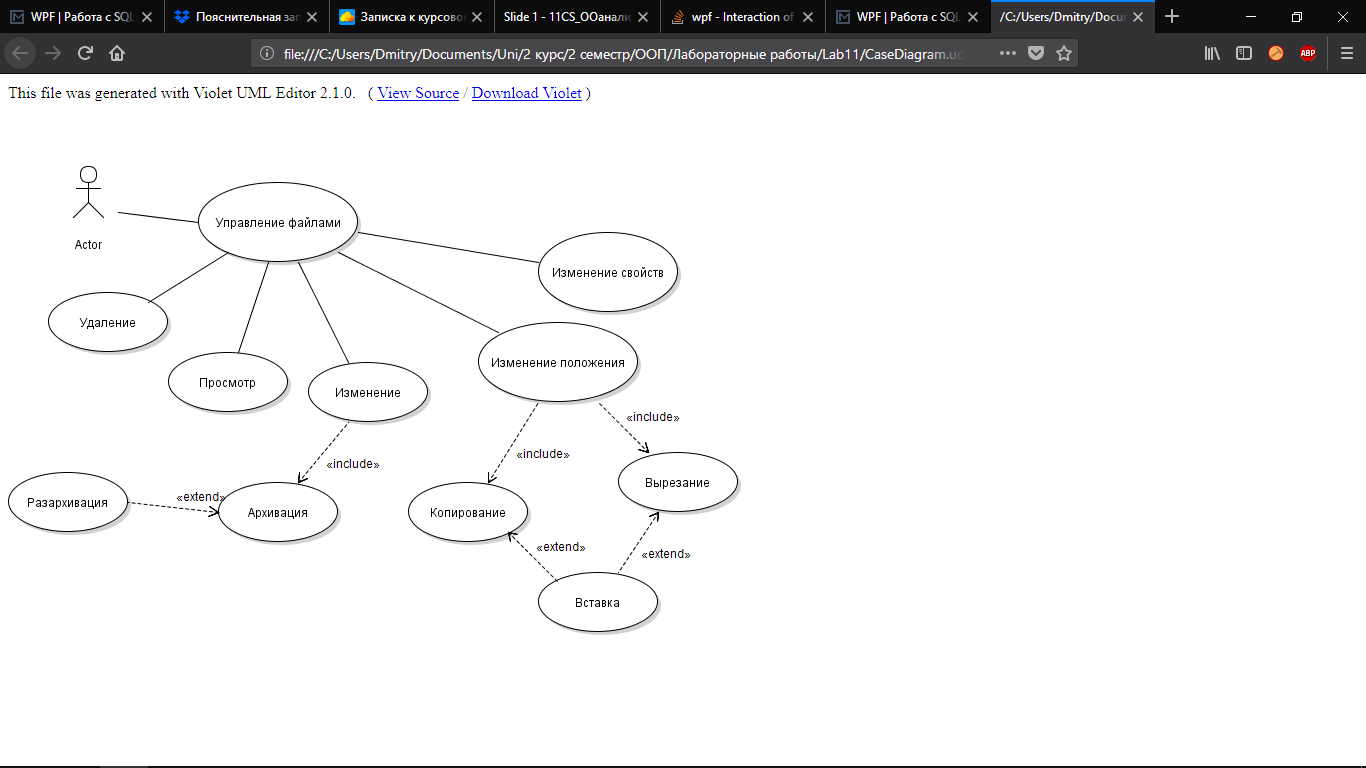 WPF | Работа с SQL
Пояснительная зап
Записка к курсово
Slide 1 - 11CS_ООанали
wpf - Interaction of
WPF | Работа с SQL
/C:/Users/Dmitry/Docu
file:///C:/Users/Dmitry/Documents/Uni/2 курс/2 семестр/ООП/Лабораторные работы/Lab11/CaseDiagram.uc
ABP
This file was generated with Violet UML Editor 2.1.0. ( View Source / Download Violet )
Управление файлами
Actor
Изменение свойств
Удаление
Изменение положения
Просмотр
Изменение
«include»
«include»
«include»
Вырезание
«extend»
Разархивация
Архивация
Копирование
«extend»
«extend»
Вставка